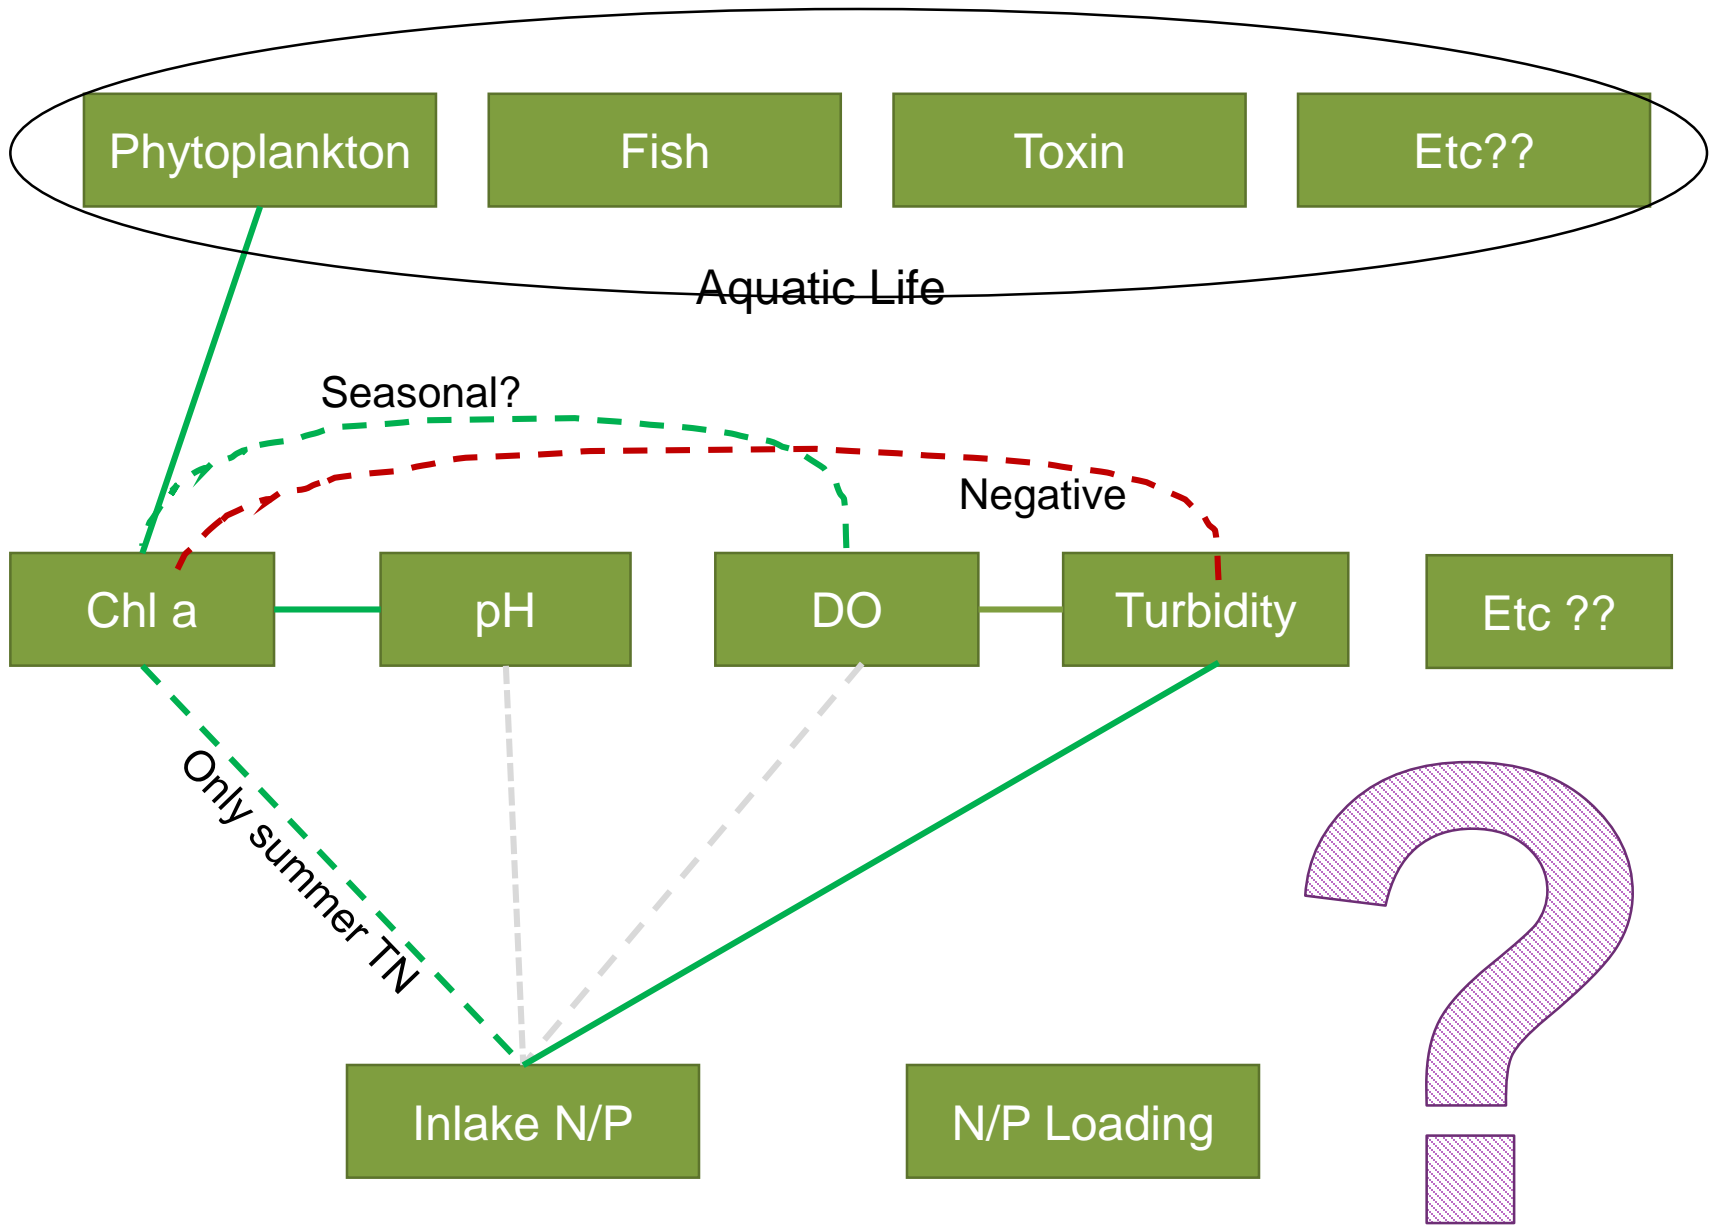 Phytoplankton
Fish
Toxin
Etc??
Aquatic Life
Seasonal?
Negative
Chl a
pH
DO
Turbidity
Etc ??
Only summer TN
Inlake N/P
N/P Loading
?